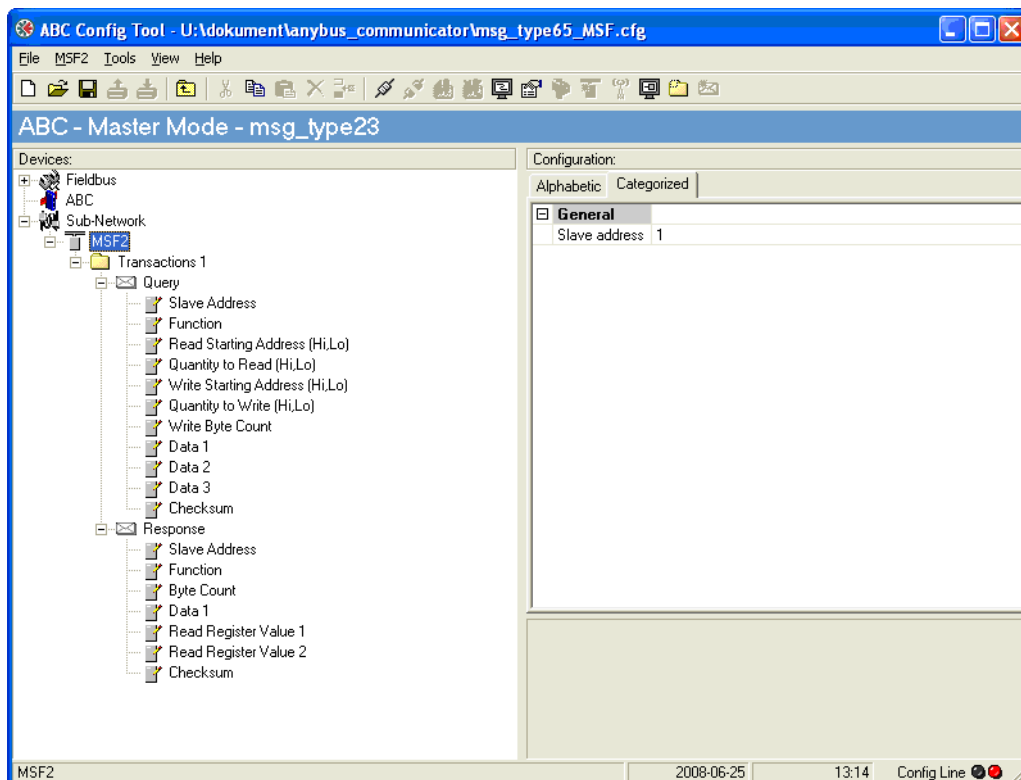 ABC Config Tool - U:\dokument\anybus_communicator\msg_type65_MSF.cfg
File MSF2 Tools View Help
ABC - Master Mode - msg_type23
Devices:
Fieldbus
ABC
Sub-Network
MSF2
Transactions 1
Query
Slave Address
Function
Read Starting Address (Hi,Lo)
Quantity to Read (Hi,Lo)
Write Starting Address (Hi,Lo)
Quantity to Write (Hi,Lo)
Write Byte Count
Data 1
Data 2
Data 3
Checksum
Response
Slave Address
Function
Byte Count
Data 1
Read Register Value 1
Read Register Value 2
Checksum
Configuration:
Alphabetic Categorized
General
Slave address 1
MSF2 2008-06-25 13:14 Config Line